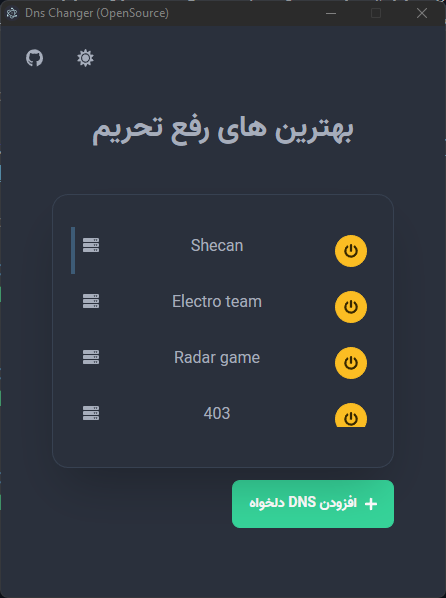 Dns Changer (OpenSource)
بهترین های رفع تحریم
Shecan
Electro team
Radar game
403
افزودن DNS دلخواه